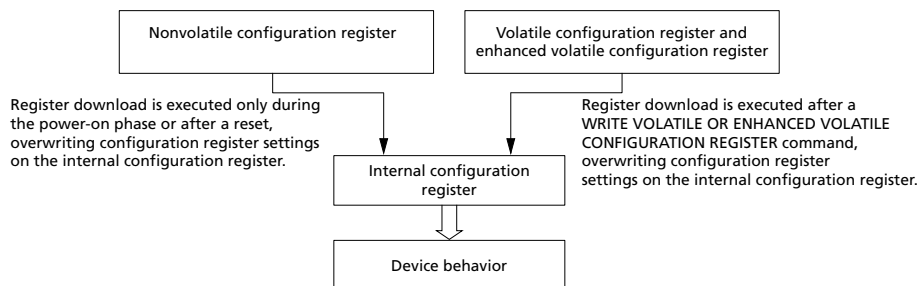 Nonvolatile configuration register
Volatile configuration register and
enhanced volatile configuration register
Register download is executed only during
the power-on phase or after a reset,
overwriting configuration register settings
on the internal configuration register.
Register download is executed after a
WRITE VOLATILE OR ENHANCED VOLATILE
CONFIGURATION REGISTER command,
overwriting configuration register
settings on the internal configuration register.
Internal configuration
register
Device behavior